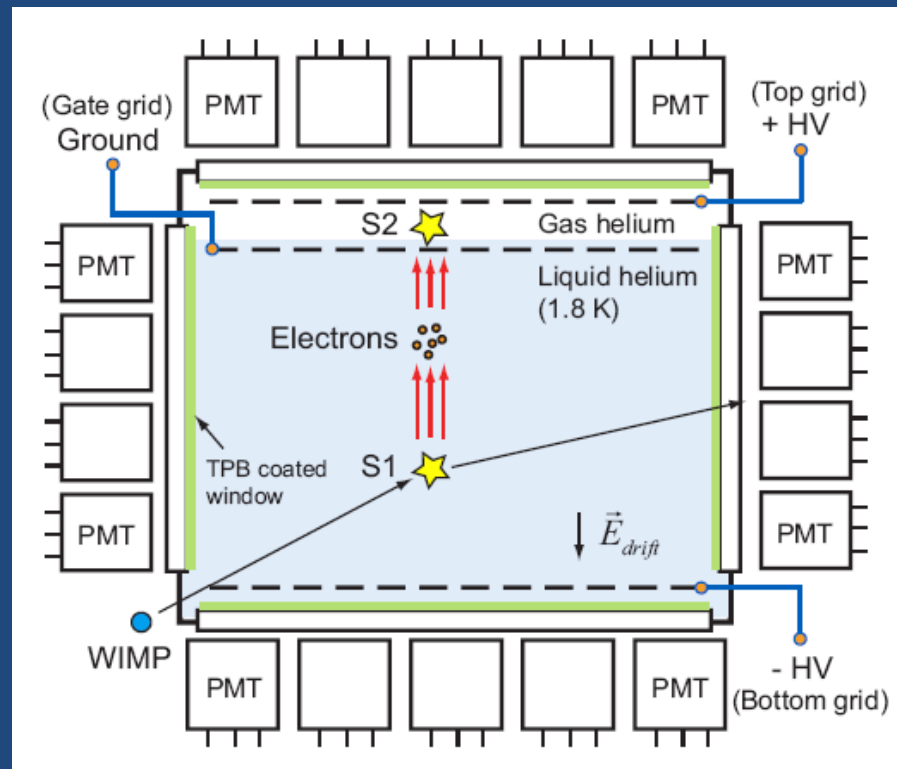 PMT
PMT
(Gate grid)
Ground
(Top grid)
+ HV
S2
Gas helium
PMT
PMT
Liquid helium
(1.8 K)
Electrons
S1
TPB coated
window
E drift
PMT
PMT
WIMP
PMT
PMT
- HV
(Bottom grid)